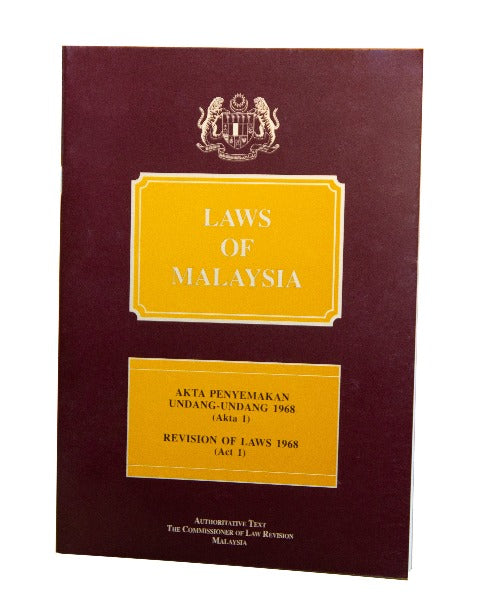 LAWS
OF
MALAYSIA
AKTA PENYEMAKAN
UNDANG-UNDANG 1968
(Akta 1)
REVISION OF LAWS 1968
(Act 1)
AUTHORITATIVE TEXT
THE COMMISSIONER OF LAW REVISION
MALAYSIA